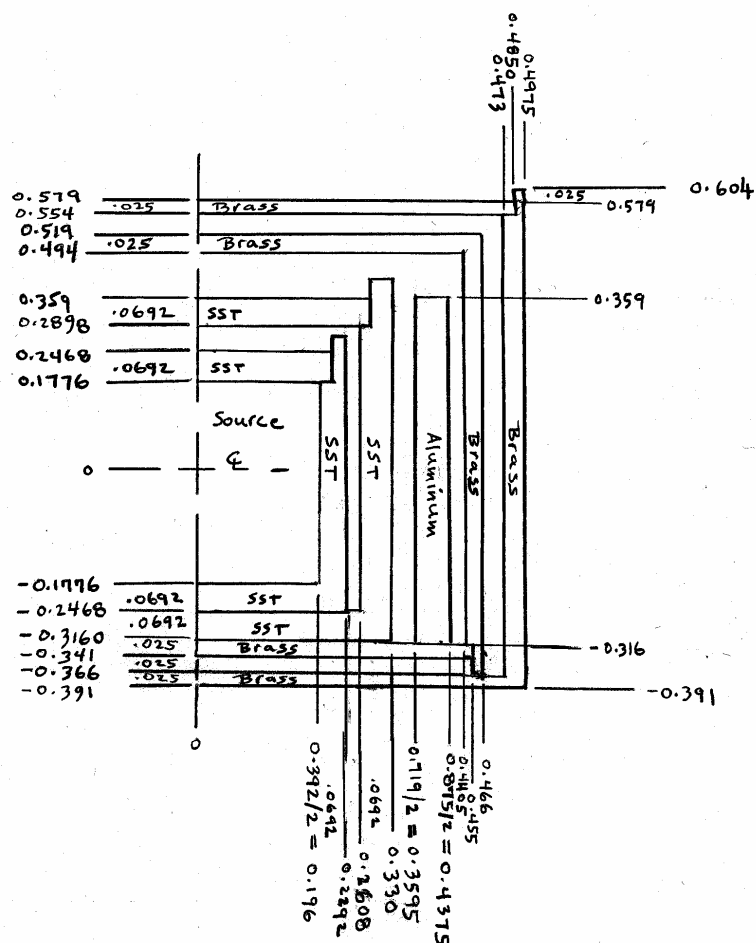 0.473
0.4850
0.4975
0.604
0.579
.025
Brass
.025
0.579
0.554
0.519
.025
Brass
0.494
0.359
.0692
SST
0.359
0.2898
0.2468
.0692
SST
0.1776
Source
℄
0
SST
SST
Aluminum
Brass
Brass
-0.1776
.0692
SST
-0.2468
.0692
SST
-0.3160
.025
Brass
-0.316
-0.341
.025
-0.366
.025
Brass
-0.391
-0.391
0
0.392/2 = 0.196
.0692
0.2292
0.2608
.0692
0.330
0.719/2 = 0.3595
0.875/2 = 0.4375
0.455
0.466